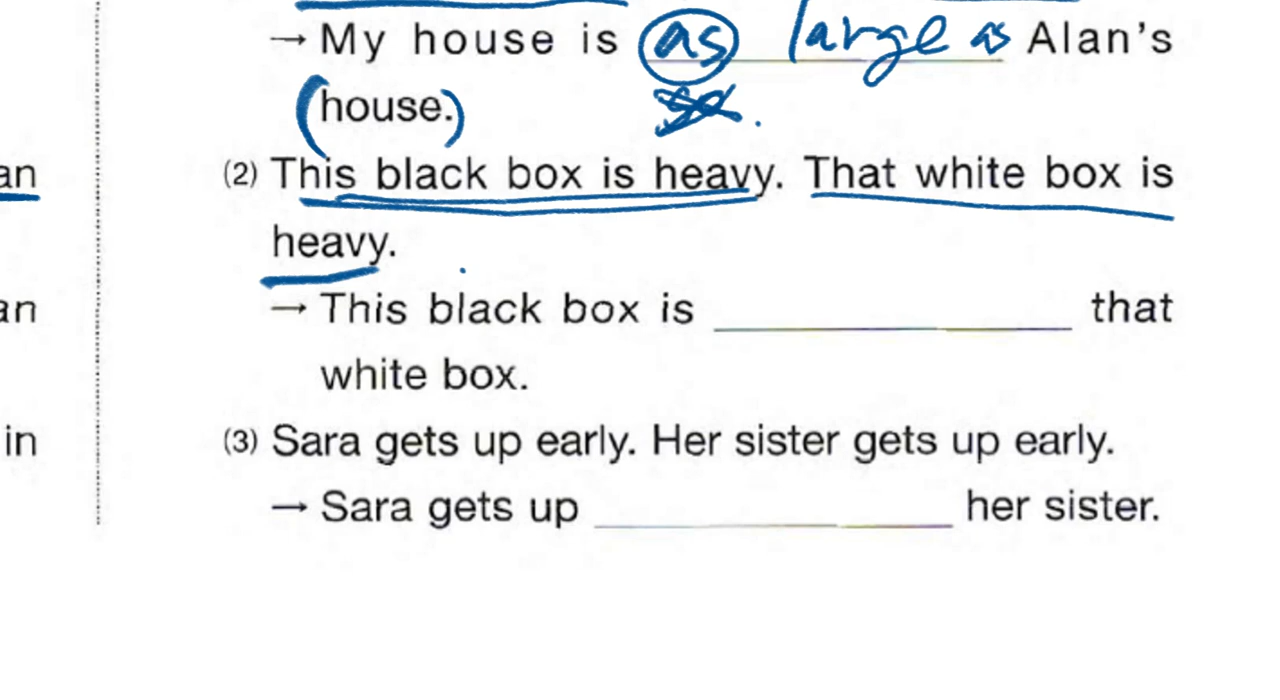 → My house is as large as Alan's
(house.)
an (2) This black box is heavy. That white box is
heavy.
an → This black box is ____ that
white box.
in (3) Sara gets up early. Her sister gets up early.
→ Sara gets up ____ her sister.